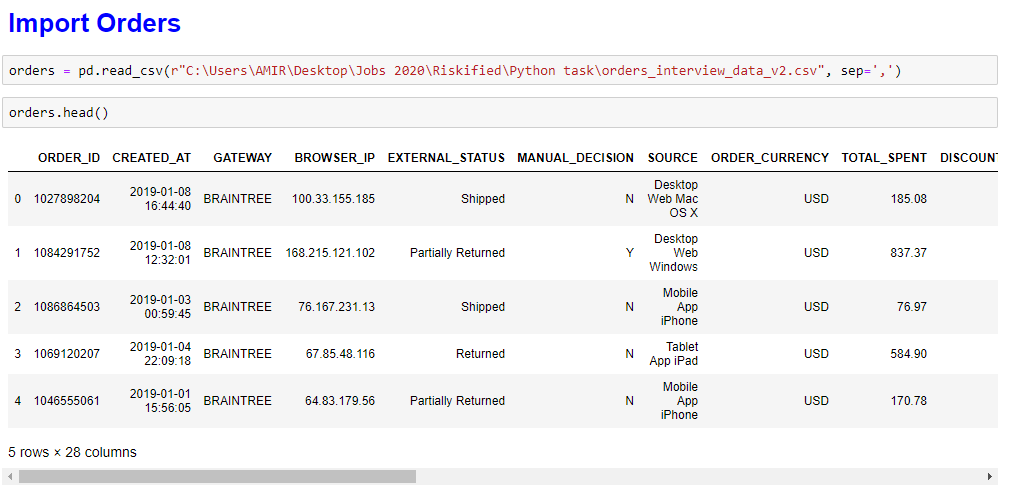 Import Orders
orders = pd.read_csv(r"C:\Users\AMIR\Desktop\Jobs 2020\Riskified\Python task\orders_interview_data_v2.csv", sep=',')
orders.head()
ORDER_ID CREATED_AT GATEWAY BROWSER_IP EXTERNAL_STATUS MANUAL_DECISION SOURCE ORDER_CURRENCY TOTAL_SPENT DISCOUNT
0 1027898204 2019-01-08 16:44:40 BRAINTREE 100.33.155.185 Shipped N Desktop Web Mac OS X USD 185.08
1 1084291752 2019-01-08 12:32:01 BRAINTREE 168.215.121.102 Partially Returned Y Desktop Web Windows USD 837.37
2 1086864503 2019-01-03 00:59:45 BRAINTREE 76.167.231.13 Shipped N Mobile App iPhone USD 76.97
3 1069120207 2019-01-04 22:09:18 BRAINTREE 67.85.48.116 Returned N Tablet App iPad USD 584.90
4 1046555061 2019-01-01 15:56:05 BRAINTREE 64.83.179.56 Partially Returned N Mobile App iPhone USD 170.78
5 rows × 28 columns